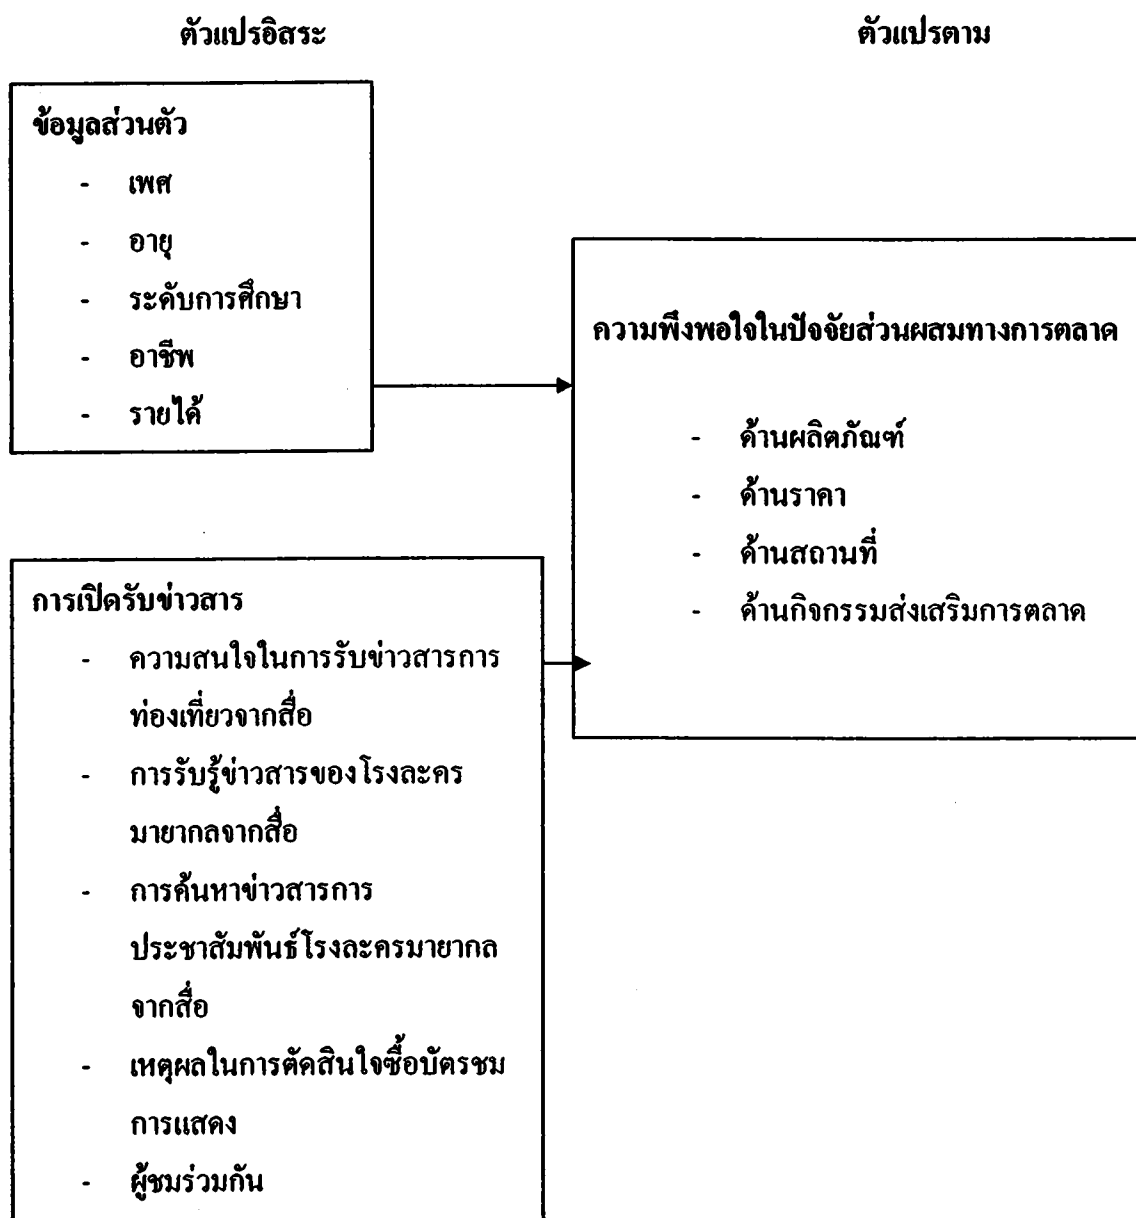 ตัวแปรอิสระ
ตัวแปรตาม
ข้อมูลส่วนตัว
- เพศ
- อายุ
- ระดับการศึกษา
- อาชีพ
- รายได้
ความพึงพอใจในปัจจัยส่วนผสมทางการตลาด
- ด้านผลิตภัณฑ์
- ด้านราคา
- ด้านสถานที่
- ด้านกิจกรรมส่งเสริมการตลาด
การเปิดรับข่าวสาร
- ความสนใจในการรับข่าวสารการ
ท่องเที่ยวจากสื่อ
- การรับรู้ข่าวสารของโรงละคร
มายากลจากสื่อ
- การค้นหาข่าวสารการ
ประชาสัมพันธ์โรงละครมายากล
จากสื่อ
- เหตุผลในการตัดสินใจซื้อบัตรชม
การแสดง
- ผู้ชมร่วมกัน